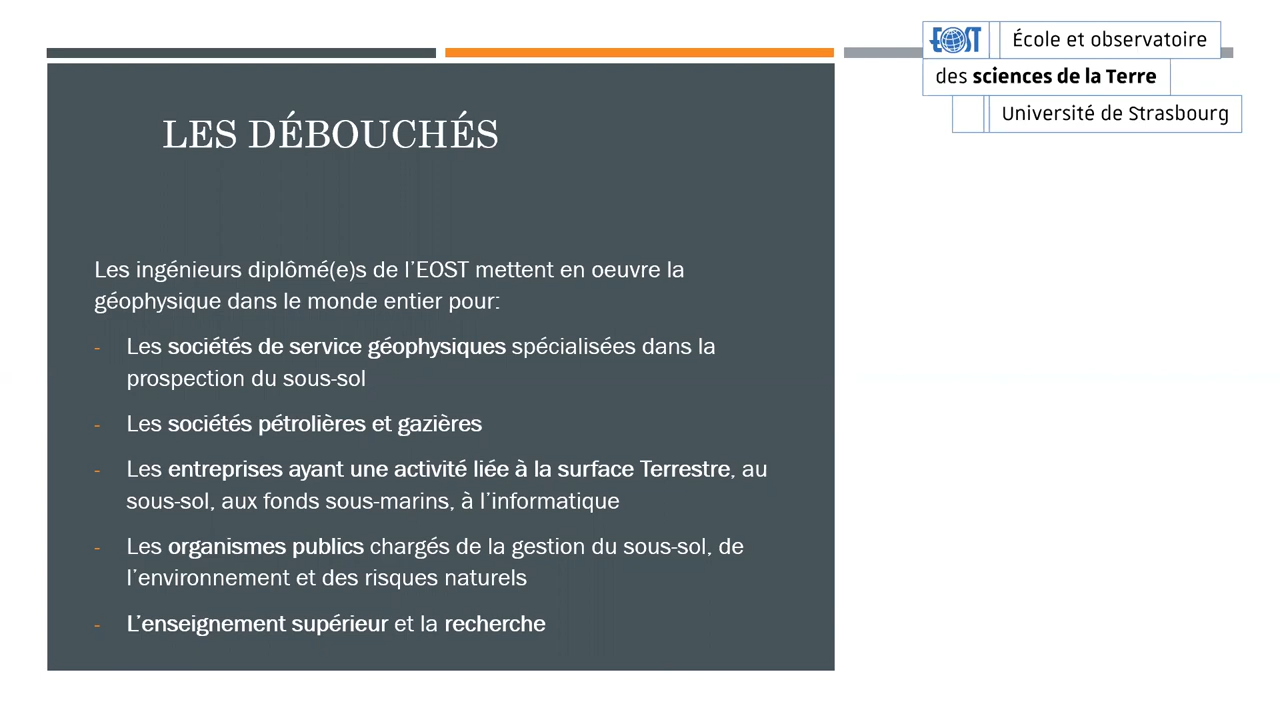 EOST
École et observatoire
des sciences de la Terre
Université de Strasbourg
LES DÉBOUCHÉS
Les ingénieurs diplômé(e)s de l'EOST mettent en oeuvre la
géophysique dans le monde entier pour:
- Les sociétés de service géophysiques spécialisées dans la
prospection du sous-sol
- Les sociétés pétrolières et gazières
- Les entreprises ayant une activité liée à la surface Terrestre, au
sous-sol, aux fonds sous-marins, à l'informatique
- Les organismes publics chargés de la gestion du sous-sol, de
l'environnement et des risques naturels
- L'enseignement supérieur et la recherche